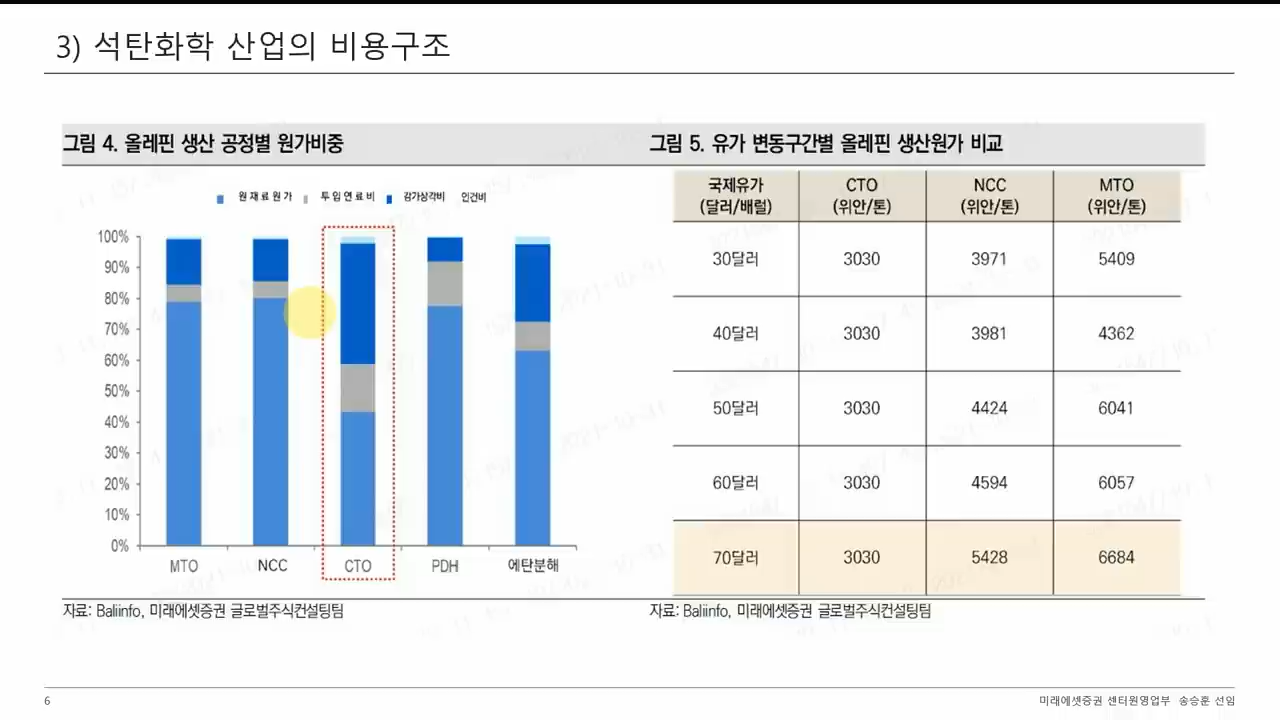 3) 석탄화학 산업의 비용구조
그림 4. 올레핀 생산 공정별 원가비중
원재료원가 투입연료비 감가상각비 인건비
100%
90%
80%
70%
60%
50%
40%
30%
20%
10%
0%
MTO NCC CTO PDH 에탄분해
자료: Baliinfo, 미래에셋증권 글로벌주식컨설팅팀
그림 5. 유가 변동구간별 올레핀 생산원가 비교
국제유가 CTO NCC MTO
(달러/배럴) (위안/톤) (위안/톤) (위안/톤)
30달러 3030 3971 5409
40달러 3030 3981 4362
50달러 3030 4424 6041
60달러 3030 4594 6057
70달러 3030 5428 6684
자료: Baliinfo, 미래에셋증권 글로벌주식컨설팅팀
6
미래에셋증권 센터원영업부 송승훈 선임